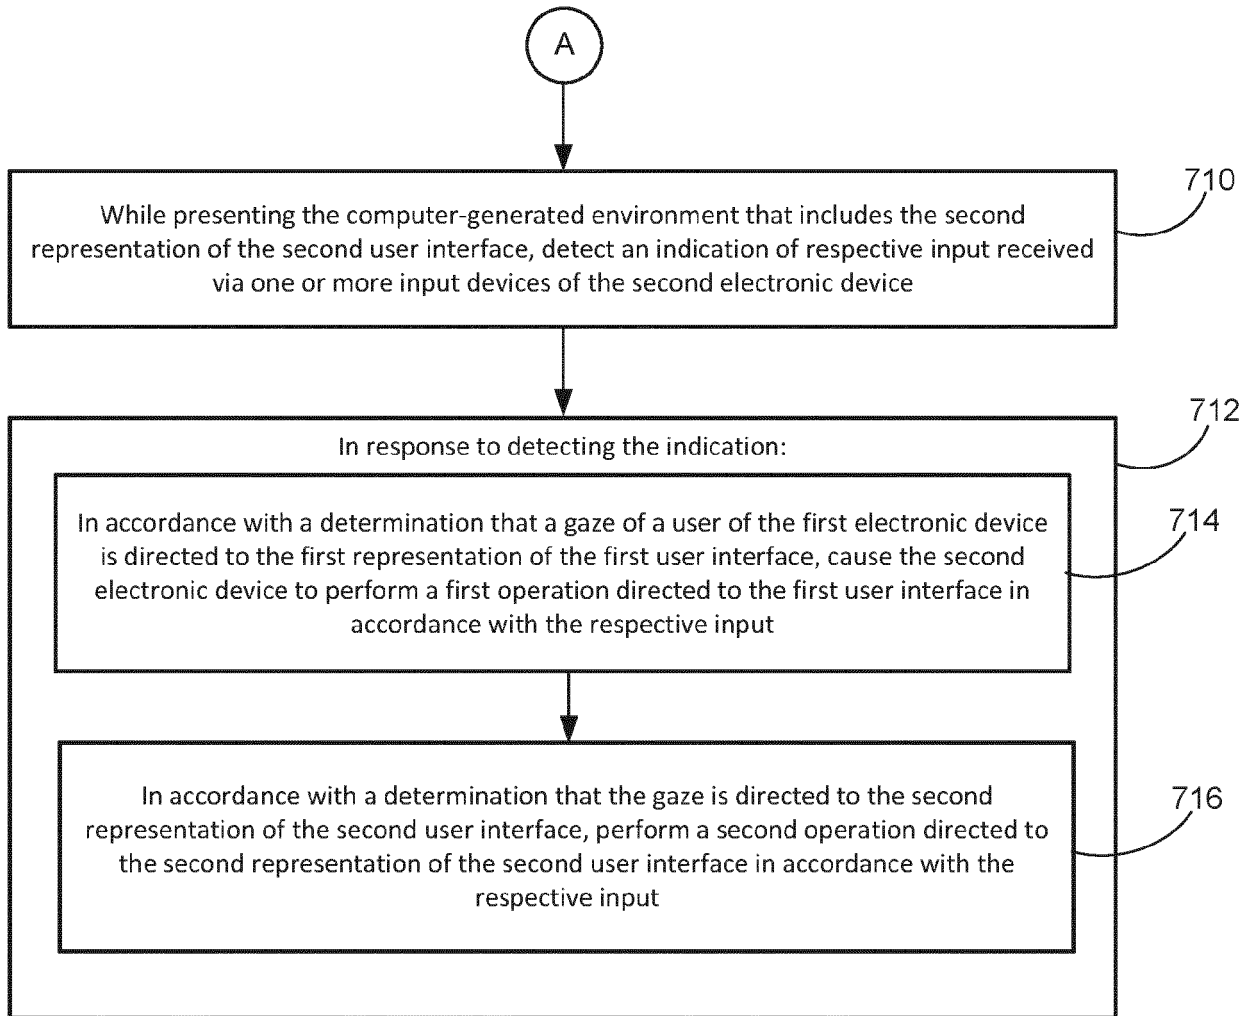 A
710
While presenting the computer-generated environment that includes the second
representation of the second user interface, detect an indication of respective input received
via one or more input devices of the second electronic device
712
In response to detecting the indication:
714
In accordance with a determination that a gaze of a user of the first electronic device
is directed to the first representation of the first user interface, cause the second
electronic device to perform a first operation directed to the first user interface in
accordance with the respective input
716
In accordance with a determination that the gaze is directed to the second
representation of the second user interface, perform a second operation directed to
the second representation of the second user interface in accordance with the
respective input